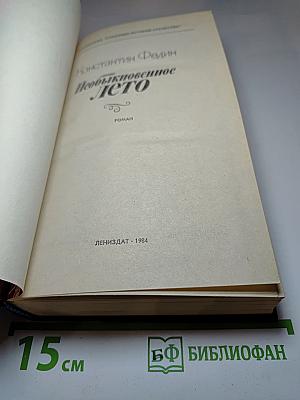 Константин Федин
Необыкновенное
ЛЕТО
РОМАН
ЛЕНИЗДАТ · 1984
15 см
БФ БИБЛИОФАН